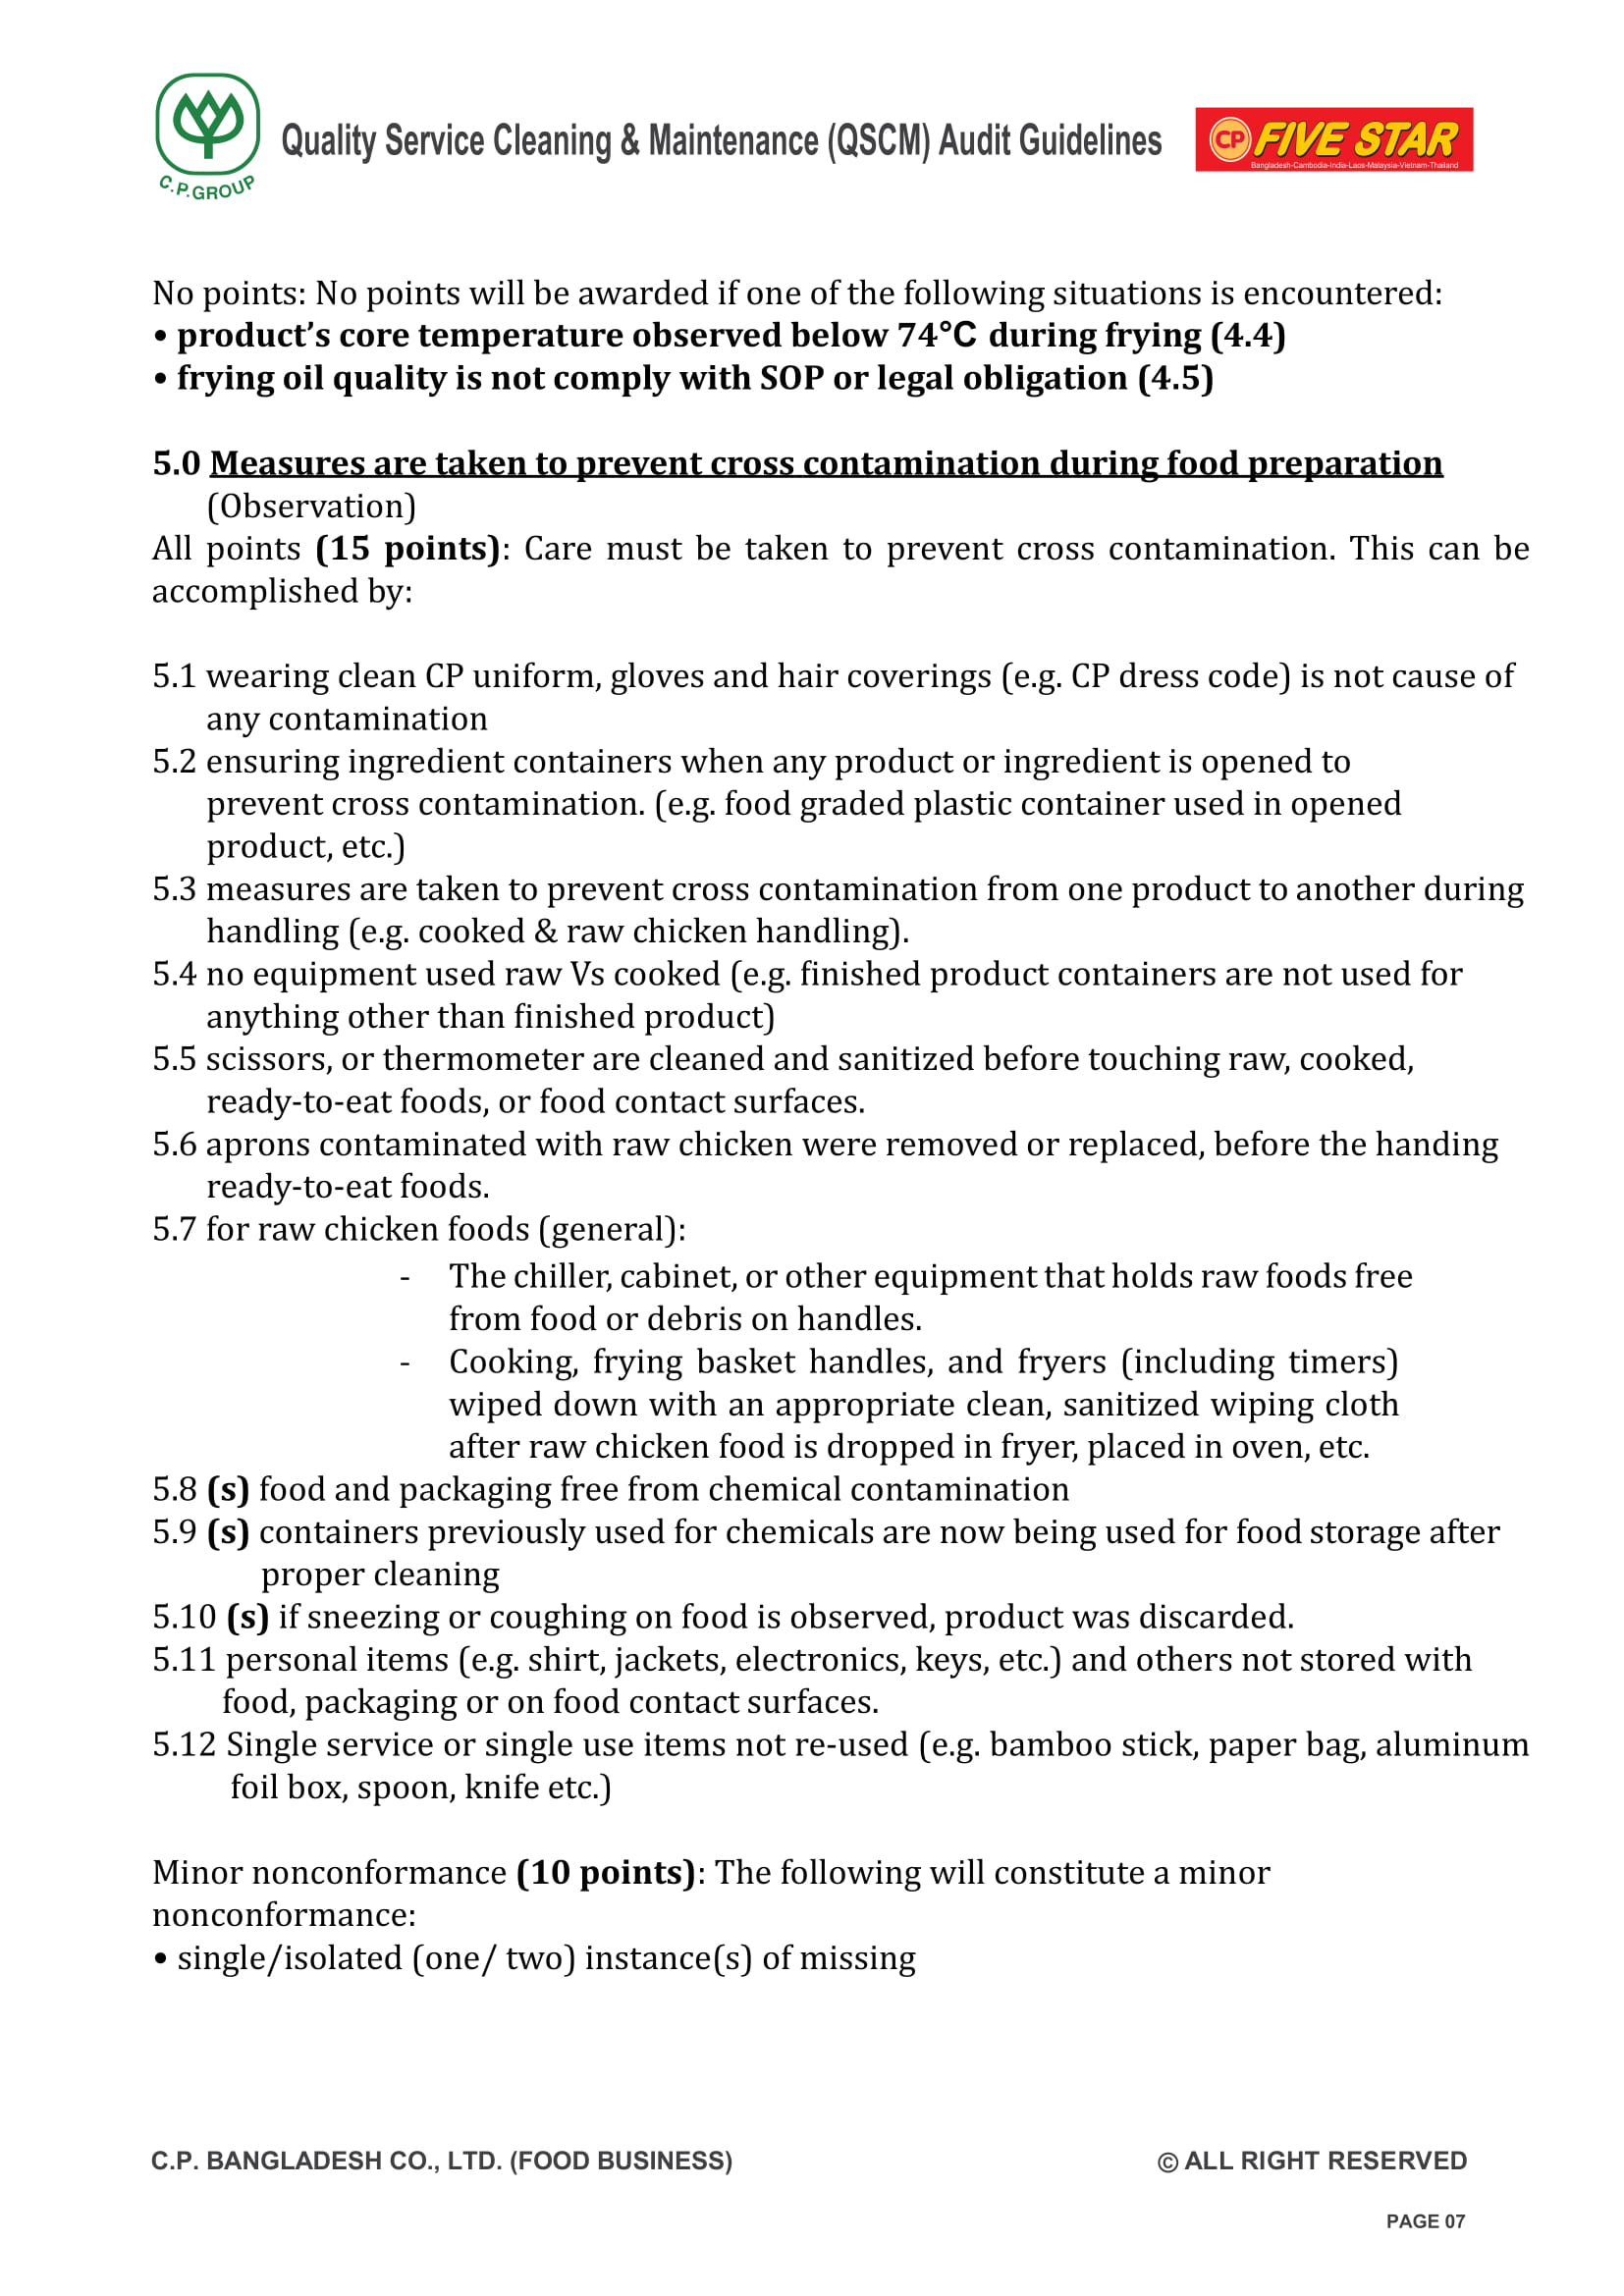 C.P.GROUP
Quality Service Cleaning & Maintenance (QSCM) Audit Guidelines
CP FIVE STAR
Bangladesh-Cambodia-India-Laos-Malaysia-Vietnam-Thailand
No points: No points will be awarded if one of the following situations is encountered:
• product’s core temperature observed below 74°C during frying (4.4)
• frying oil quality is not comply with SOP or legal obligation (4.5)
5.0 Measures are taken to prevent cross contamination during food preparation
(Observation)
All points (15 points): Care must be taken to prevent cross contamination. This can be
accomplished by:
5.1 wearing clean CP uniform, gloves and hair coverings (e.g. CP dress code) is not cause of
any contamination
5.2 ensuring ingredient containers when any product or ingredient is opened to
prevent cross contamination. (e.g. food graded plastic container used in opened
product, etc.)
5.3 measures are taken to prevent cross contamination from one product to another during
handling (e.g. cooked & raw chicken handling).
5.4 no equipment used raw Vs cooked (e.g. finished product containers are not used for
anything other than finished product)
5.5 scissors, or thermometer are cleaned and sanitized before touching raw, cooked,
ready-to-eat foods, or food contact surfaces.
5.6 aprons contaminated with raw chicken were removed or replaced, before the handing
ready-to-eat foods.
5.7 for raw chicken foods (general):
- The chiller, cabinet, or other equipment that holds raw foods free
from food or debris on handles.
- Cooking, frying basket handles, and fryers (including timers)
wiped down with an appropriate clean, sanitized wiping cloth
after raw chicken food is dropped in fryer, placed in oven, etc.
5.8 (s) food and packaging free from chemical contamination
5.9 (s) containers previously used for chemicals are now being used for food storage after
proper cleaning
5.10 (s) if sneezing or coughing on food is observed, product was discarded.
5.11 personal items (e.g. shirt, jackets, electronics, keys, etc.) and others not stored with
food, packaging or on food contact surfaces.
5.12 Single service or single use items not re-used (e.g. bamboo stick, paper bag, aluminum
foil box, spoon, knife etc.)
Minor nonconformance (10 points): The following will constitute a minor
nonconformance:
• single/isolated (one/ two) instance(s) of missing
C.P. BANGLADESH CO., LTD. (FOOD BUSINESS)
© ALL RIGHT RESERVED
PAGE 07